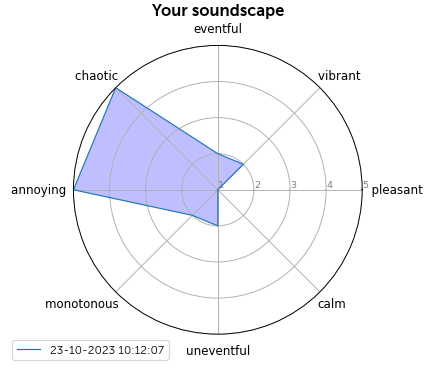 Your soundscape
eventful
chaotic
vibrant
annoying
1
2
3
4
5
pleasant
monotonous
calm
uneventful
23-10-2023 10:12:07